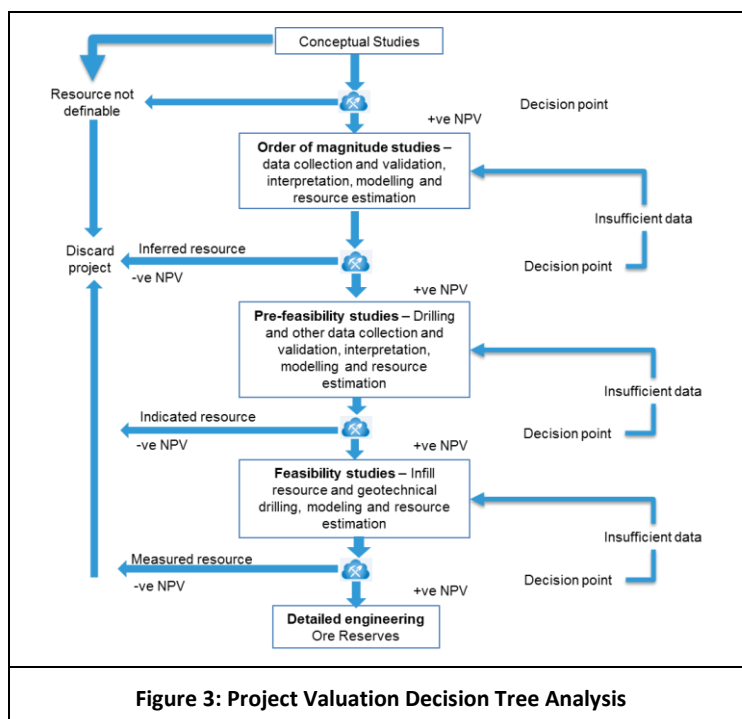 Conceptual Studies
Resource not
definable
+ve NPV
Decision point
Order of magnitude studies –
data collection and validation,
interpretation, modelling and
resource estimation
Insufficient data
Discard
project
Inferred resource
-ve NPV
Decision point
+ve NPV
Pre-feasibility studies – Drilling
and other data collection and
validation, interpretation,
modelling and resource
estimation
Insufficient data
Indicated resource
-ve NPV
Decision point
+ve NPV
Feasibility studies – Infill
resource and geotechnical
drilling, modeling and resource
estimation
Insufficient data
Measured resource
-ve NPV
Decision point
+ve NPV
Detailed engineering
Ore Reserves
Figure 3: Project Valuation Decision Tree Analysis